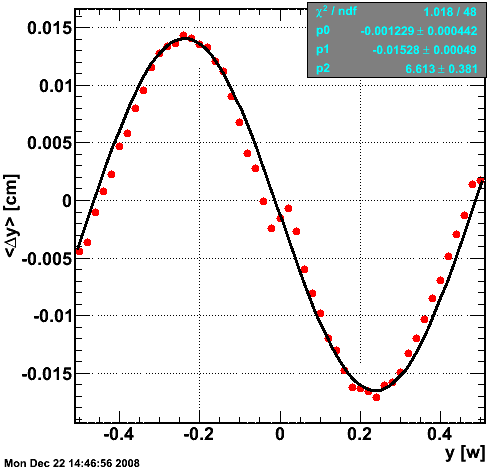 χ² / ndf 1.018 / 48
p0 -0.001229 ± 0.000442
p1 -0.01528 ± 0.00049
p2 6.613 ± 0.381
0.015
0.01
0.005
0
-0.005
-0.01
-0.015
<Δy> [cm]
-0.4 -0.2 0 0.2 0.4
y [w]
Mon Dec 22 14:46:56 2008